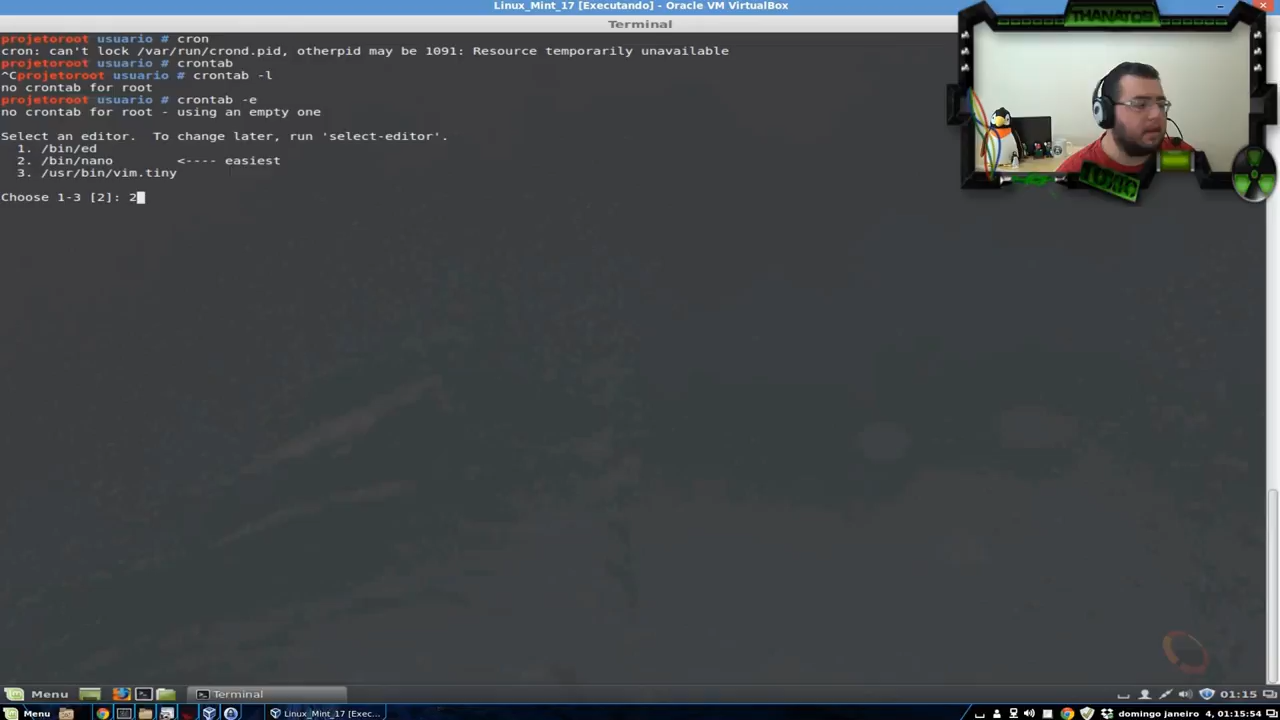 Linux_Mint_17 [Executando] - Oracle VM VirtualBox
Terminal
THANATOS
projetoroot usuario # cron
cron: can't lock /var/run/crond.pid, otherpid may be 1091: Resource temporarily unavailable
projetoroot usuario # crontab
^Cprojetoroot usuario # crontab -l
no crontab for root
projetoroot usuario # crontab -e
no crontab for root - using an empty one
Select an editor.  To change later, run 'select-editor'.
1. /bin/ed
2. /bin/nano        <---- easiest
3. /usr/bin/vim.tiny
Choose 1-3 [2]: 2
TOXIC
Menu
Terminal
01:15
Menu
Linux_Mint_17 [Exec...
domingo janeiro  4, 01:15:54